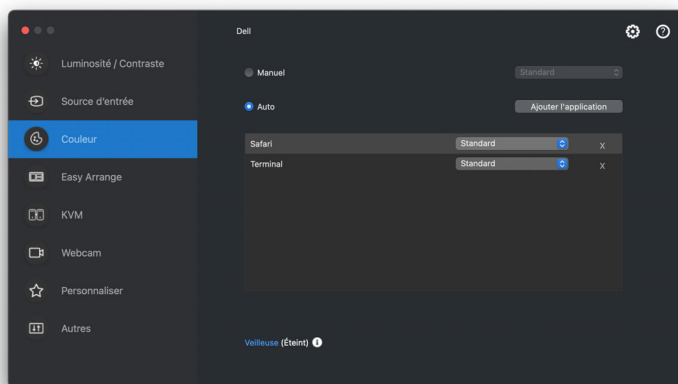 Dell
Luminosité / Contraste
Source d'entrée
Couleur
Easy Arrange
KVM
Webcam
Personnaliser
Autres
Manuel
Standard
Auto
Ajouter l'application
Safari
Standard
X
Terminal
Standard
X
Veilleuse (Éteint)